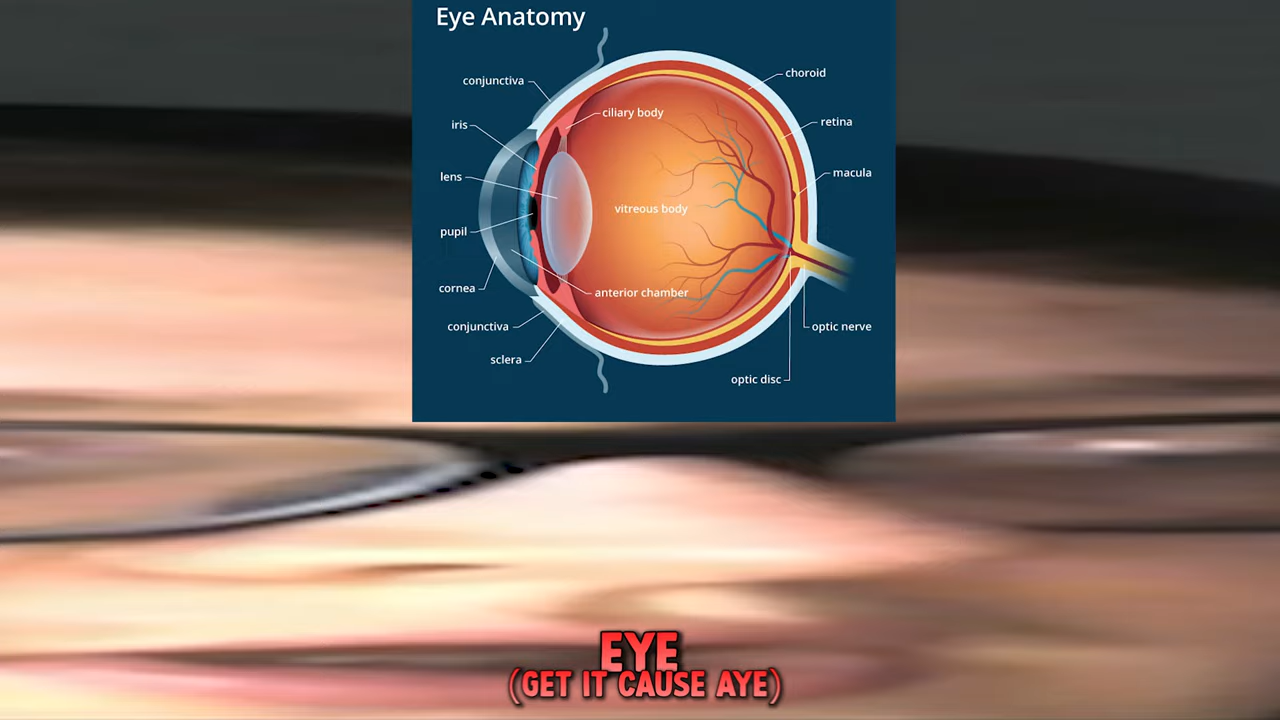 Eye Anatomy
conjunctiva
choroid
ciliary body
iris
retina
lens
macula
vitreous body
pupil
cornea
anterior chamber
conjunctiva
optic nerve
sclera
optic disc
EYE
(GET IT CAUSE AYE)